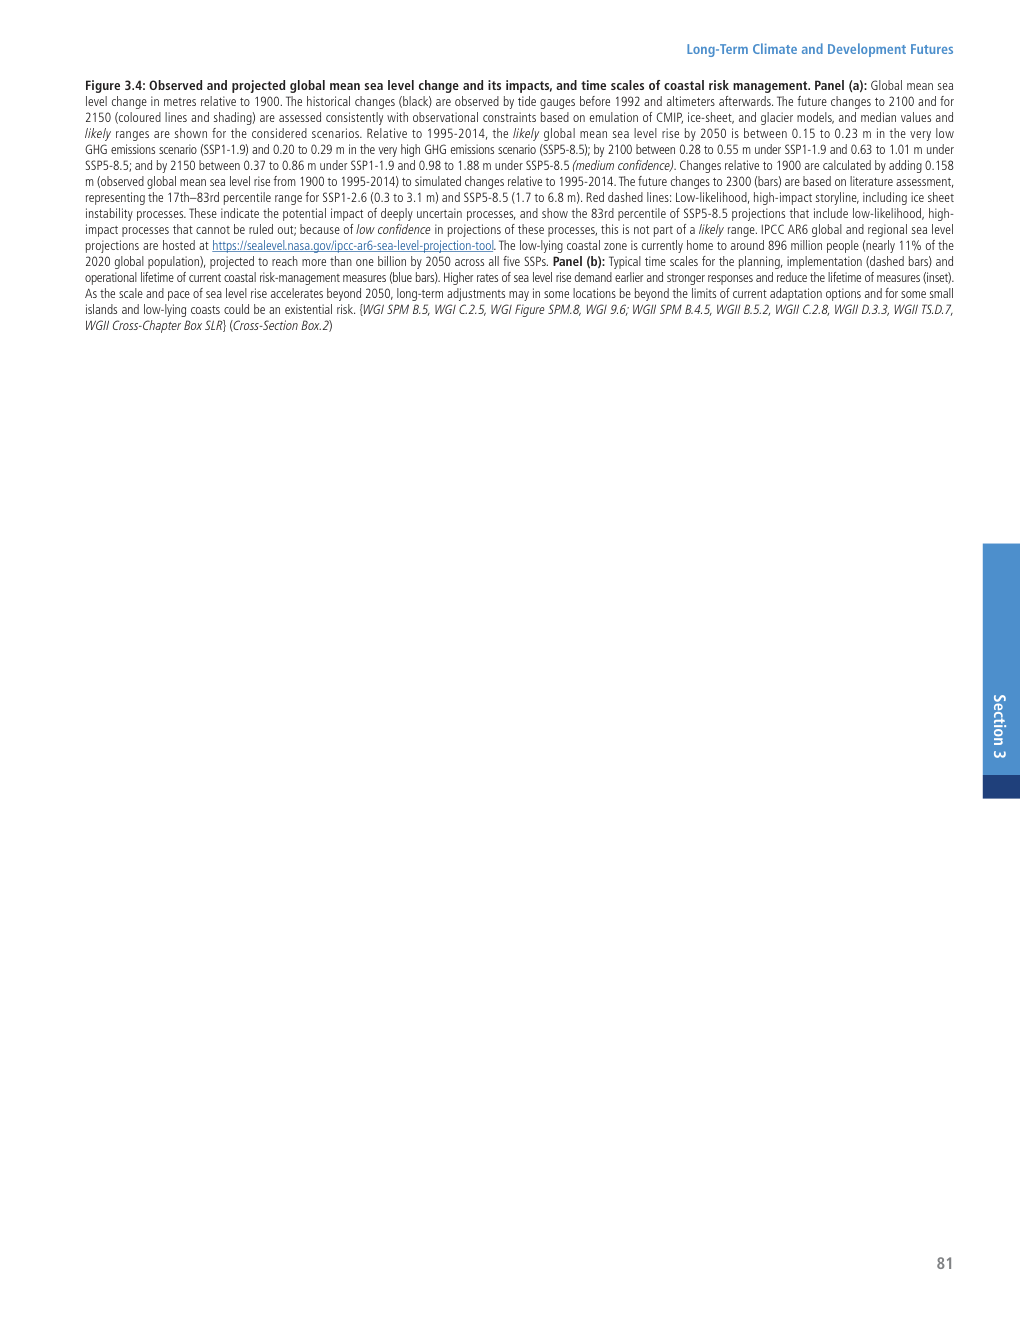 Long-Term Climate and Development Futures
Figure 3.4: Observed and projected global mean sea level change and its impacts, and time scales of coastal risk management. Panel (a): Global mean sea
level change in metres relative to 1900. The historical changes (black) are observed by tide gauges before 1992 and altimeters afterwards. The future changes to 2100 and for
2150 (coloured lines and shading) are assessed consistently with observational constraints based on emulation of CMIP, ice-sheet, and glacier models, and median values and
likely ranges are shown for the considered scenarios. Relative to 1995-2014, the likely global mean sea level rise by 2050 is between 0.15 to 0.23 m in the very low
GHG emissions scenario (SSP1-1.9) and 0.20 to 0.29 m in the very high GHG emissions scenario (SSP5-8.5); by 2100 between 0.28 to 0.55 m under SSP1-1.9 and 0.63 to 1.01 m under
SSP5-8.5; and by 2150 between 0.37 to 0.86 m under SSP1-1.9 and 0.98 to 1.88 m under SSP5-8.5 (medium confidence). Changes relative to 1900 are calculated by adding 0.158
m (observed global mean sea level rise from 1900 to 1995-2014) to simulated changes relative to 1995-2014. The future changes to 2300 (bars) are based on literature assessment,
representing the 17th–83rd percentile range for SSP1-2.6 (0.3 to 3.1 m) and SSP5-8.5 (1.7 to 6.8 m). Red dashed lines: Low-likelihood, high-impact storyline, including ice sheet
instability processes. These indicate the potential impact of deeply uncertain processes, and show the 83rd percentile of SSP5-8.5 projections that include low-likelihood, high-
impact processes that cannot be ruled out; because of low confidence in projections of these processes, this is not part of a likely range. IPCC AR6 global and regional sea level
projections are hosted at https://sealevel.nasa.gov/ipcc-ar6-sea-level-projection-tool. The low-lying coastal zone is currently home to around 896 million people (nearly 11% of the
2020 global population), projected to reach more than one billion by 2050 across all five SSPs. Panel (b): Typical time scales for the planning, implementation (dashed bars) and
operational lifetime of current coastal risk-management measures (blue bars). Higher rates of sea level rise demand earlier and stronger responses and reduce the lifetime of measures (inset).
As the scale and pace of sea level rise accelerates beyond 2050, long-term adjustments may in some locations be beyond the limits of current adaptation options and for some small
islands and low-lying coasts could be an existential risk. {WGI SPM B.5, WGI C.2.5, WGI Figure SPM.8, WGI 9.6; WGII SPM B.4.5, WGII B.5.2, WGII C.2.8, WGII D.3.3, WGII TS.D.7,
WGII Cross-Chapter Box SLR} (Cross-Section Box.2)
Section 3
81